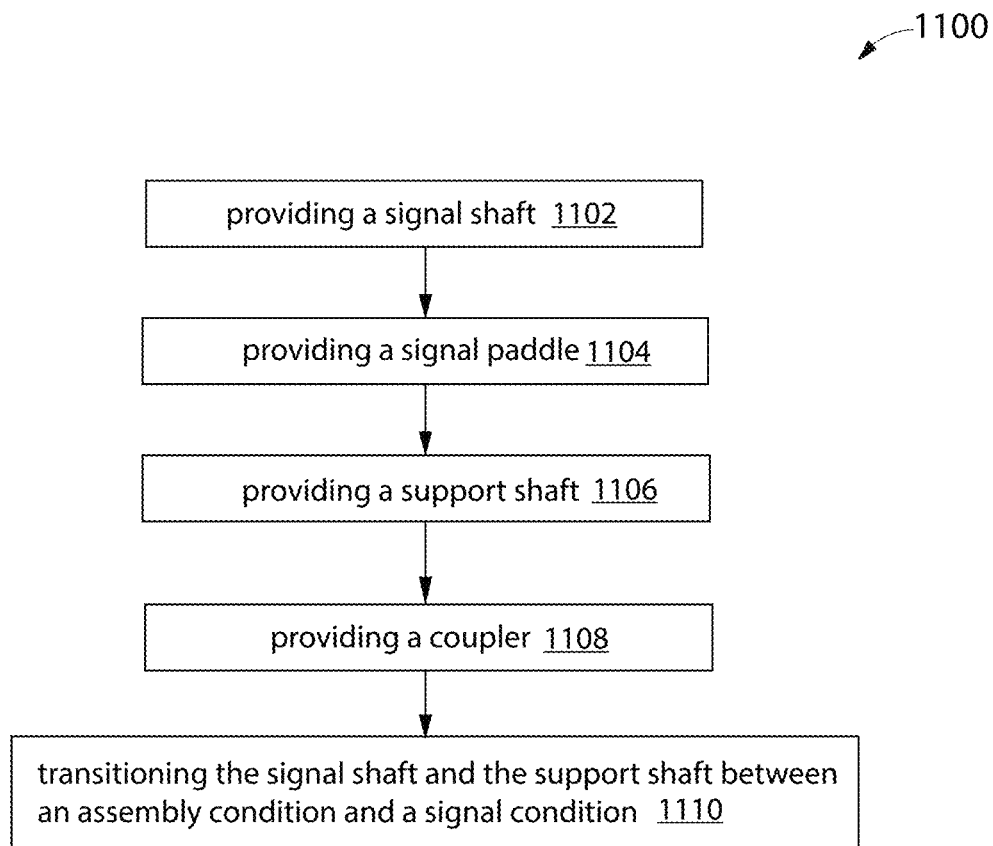 1100
providing a signal shaft 1102
providing a signal paddle 1104
providing a support shaft 1106
providing a coupler 1108
transitioning the signal shaft and the support shaft between
an assembly condition and a signal condition 1110